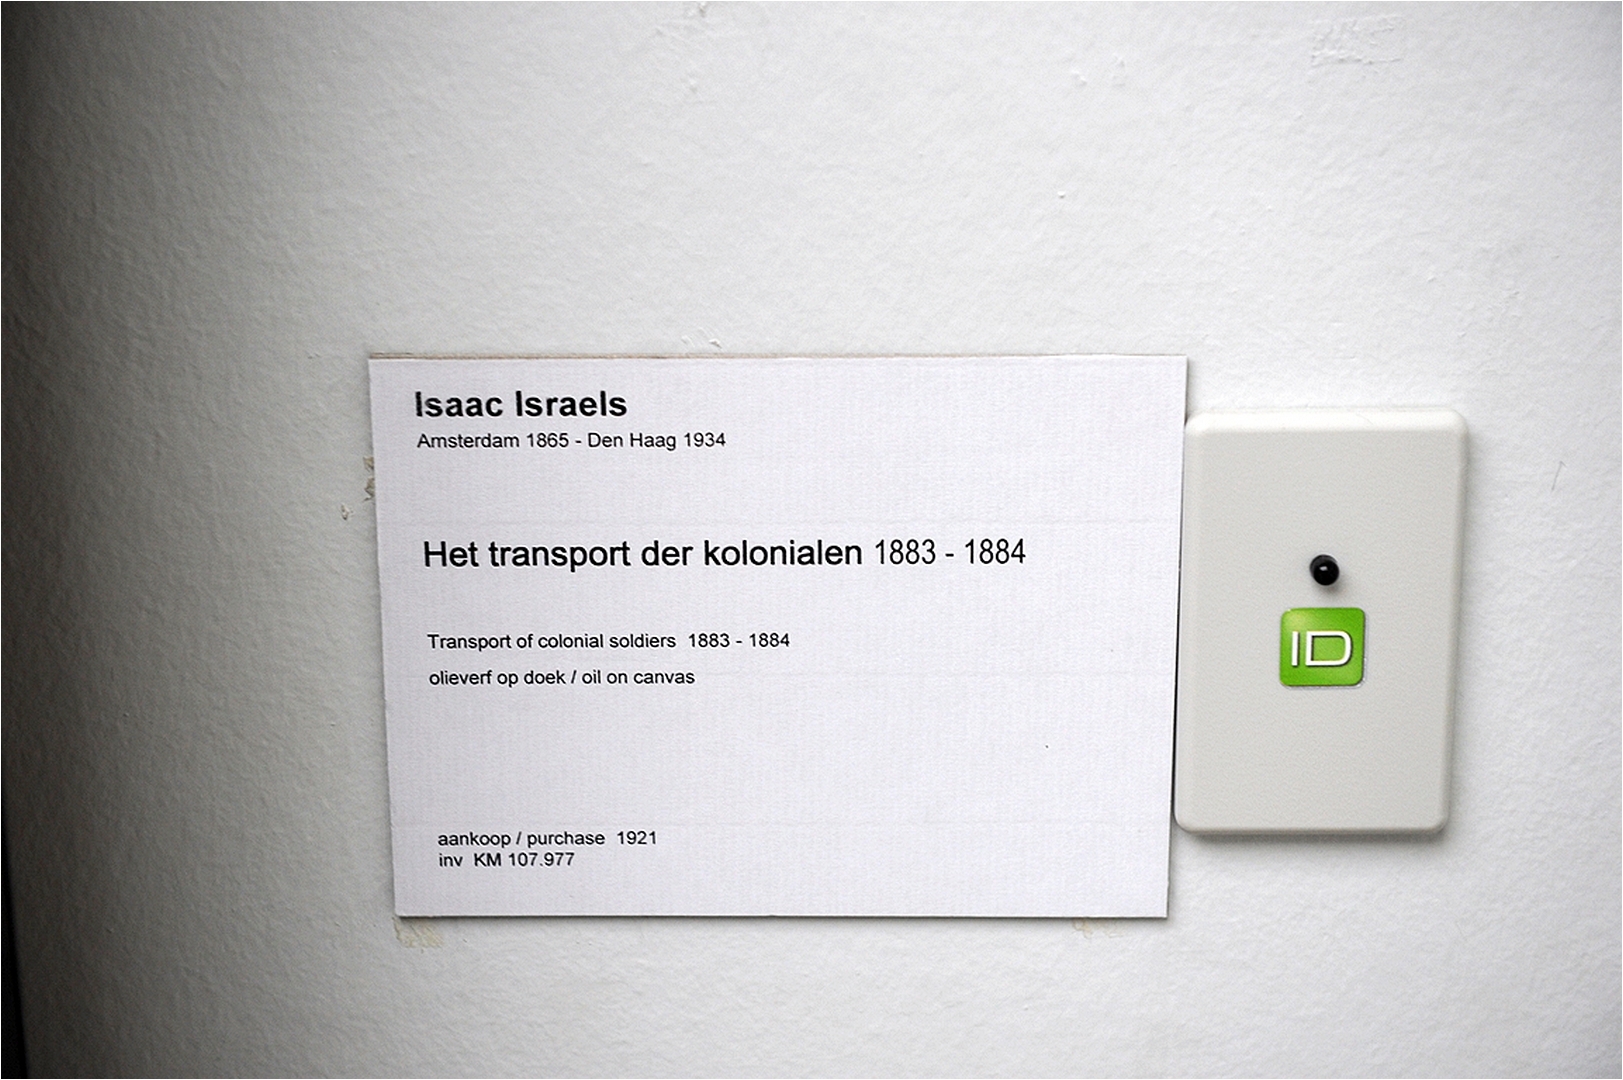 Isaac Israels
Amsterdam 1865 - Den Haag 1934
Het transport der kolonialen 1883 - 1884
Transport of colonial soldiers 1883 - 1884
olieverf op doek / oil on canvas
aankoop / purchase 1921
inv KM 107.977
ID